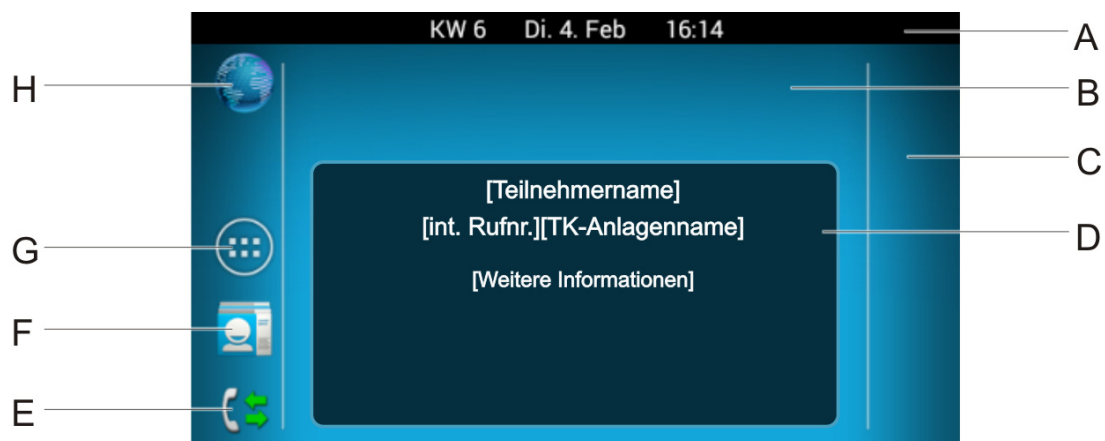 KW 6 Di. 4. Feb 16:14
A
H
B
C
[Teilnehmername]
[int. Rufnr.][TK-Anlagenname]
D
G
[Weitere Informationen]
F
E